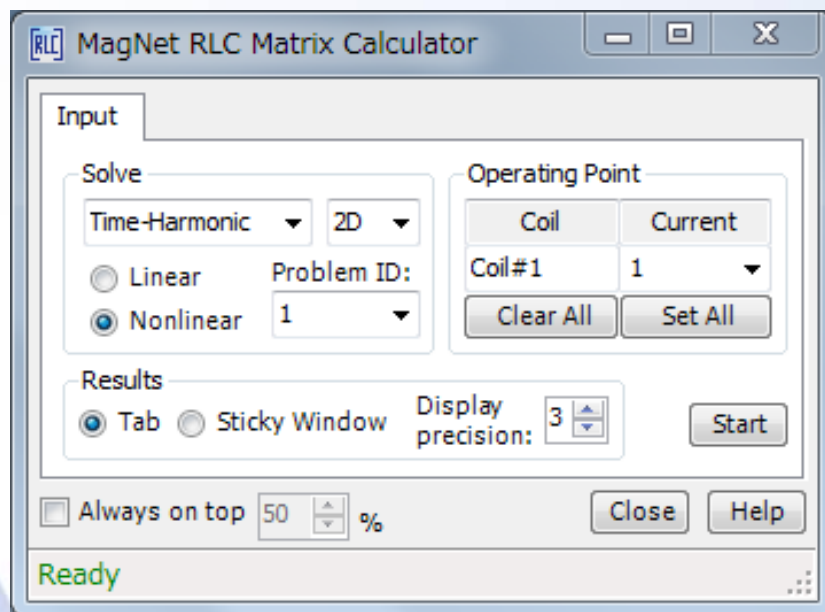 RLC MagNet RLC Matrix Calculator
Input
Solve
Time-Harmonic 2D
Linear
Nonlinear
Problem ID:
1
Operating Point
Coil Current
Coil#1 1
Clear All Set All
Results
Tab Sticky Window
Display
precision:
3
Start
Always on top 50 %
Close Help
Ready